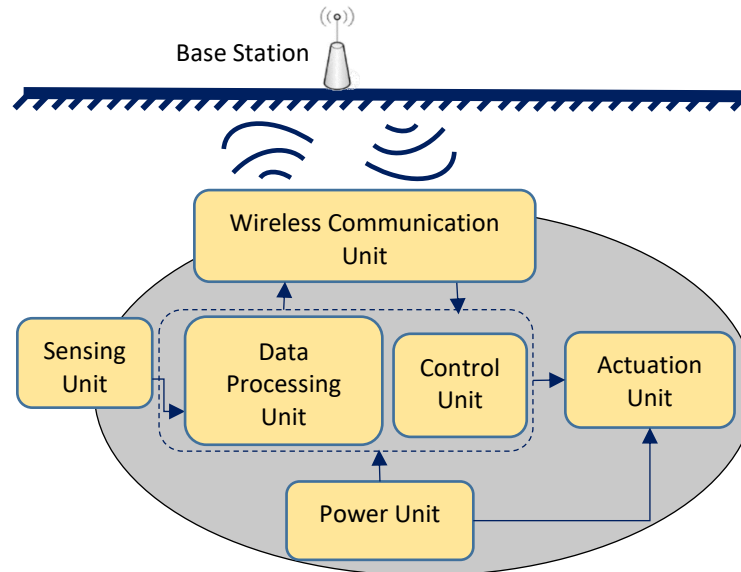 Base Station
Wireless Communication
Unit
Sensing
Unit
Data
Processing
Unit
Control
Unit
Actuation
Unit
Power Unit